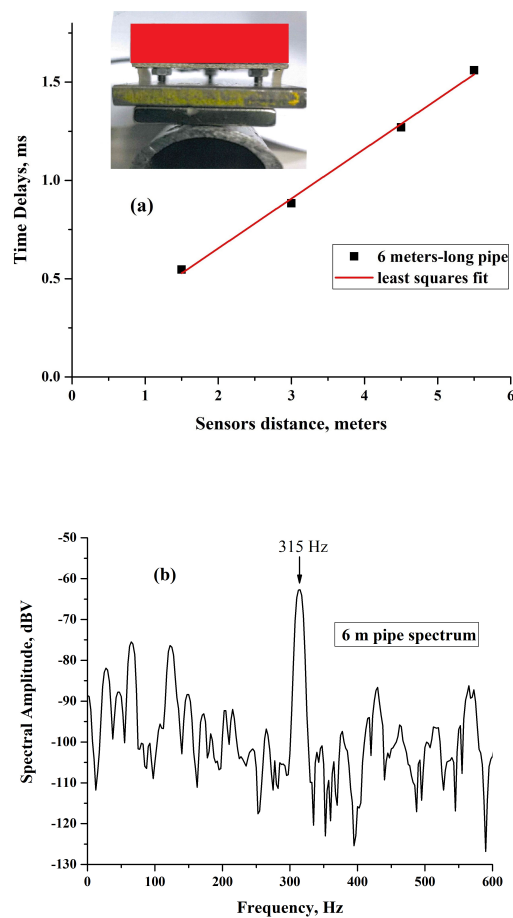 1.5
1.0
0.5
0.0
Time Delays, ms
(a)
6 meters-long pipe
least squares fit
0 1 2 3 4 5 6
Sensors distance, meters
-50
-60
-70
-80
-90
-100
-110
-120
-130
Spectral Amplitude, dBV
315 Hz
(b)
6 m pipe spectrum
0 100 200 300 400 500 600
Frequency, Hz